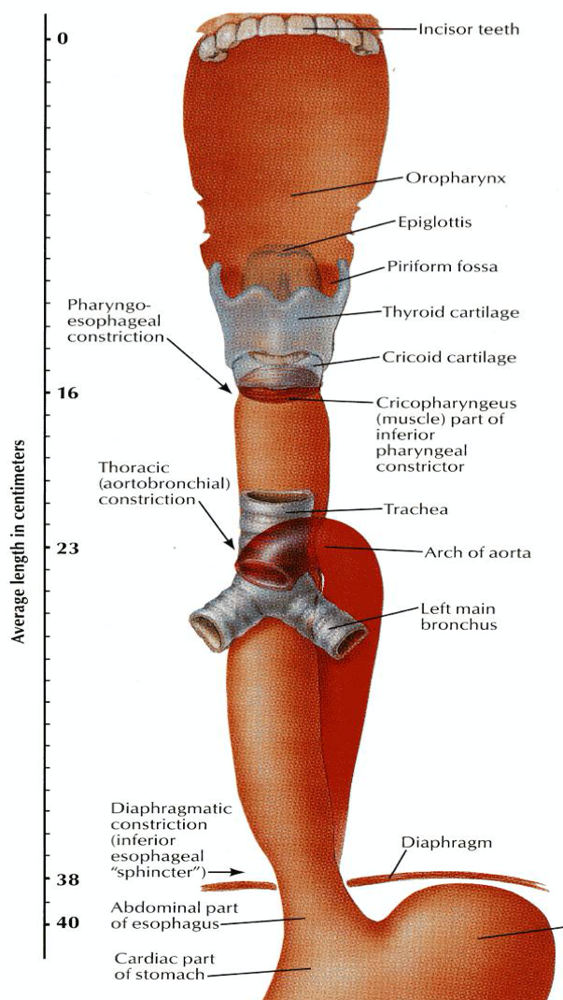 Incisor teeth
0
Oropharynx
Epiglottis
Piriform fossa
Thyroid cartilage
Cricoid cartilage
Pharyngo-
esophageal
constriction
16
Cricopharyngeus
(muscle) part of
inferior
pharyngeal
constrictor
Thoracic
(aortobronchial)
constriction
Trachea
23
Arch of aorta
Left main
bronchus
Average length in centimeters
Diaphragmatic
constriction
(inferior
esophageal
"sphincter")
Diaphragm
38
Abdominal part
of esophagus
40
Cardiac part
of stomach